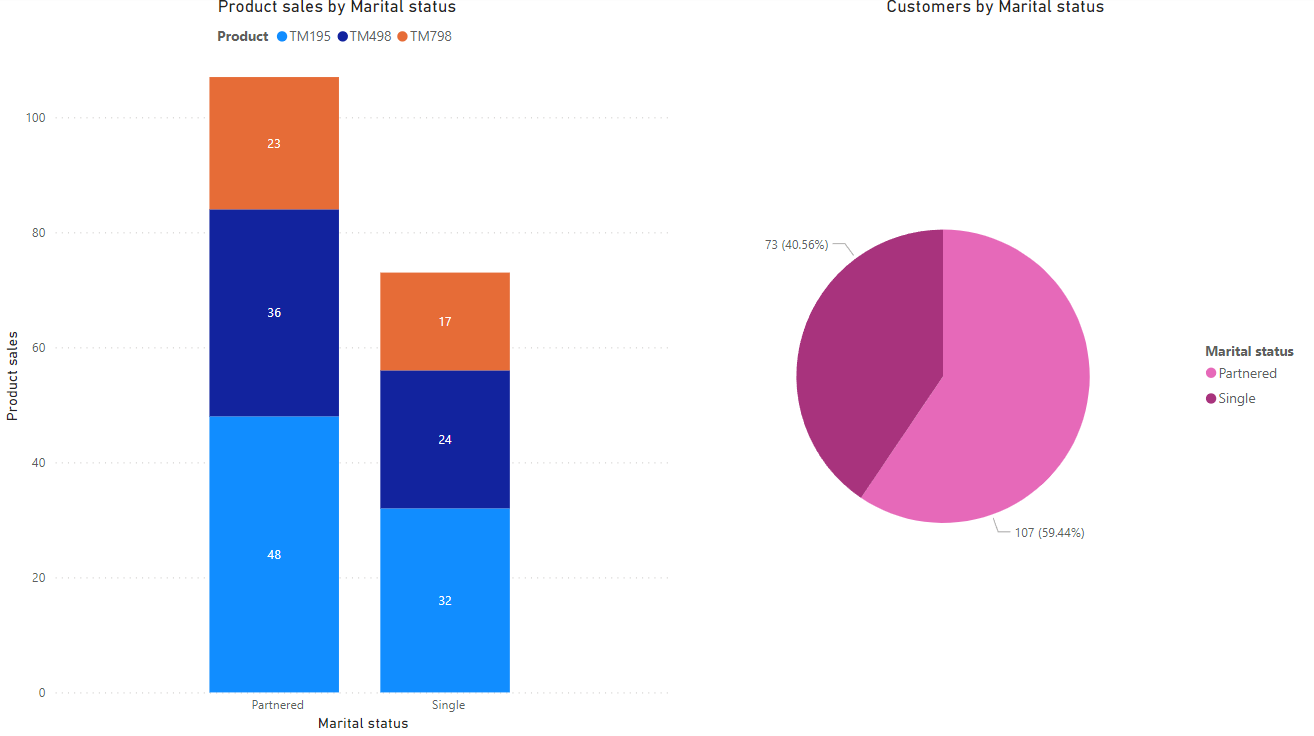 Product sales by Marital status
Product TM195 TM498 TM798
100
80
60
40
20
0
Product sales
23
36
48
17
24
32
Partnered
Single
Marital status
Customers by Marital status
73 (40.56%)
107 (59.44%)
Marital status
Partnered
Single